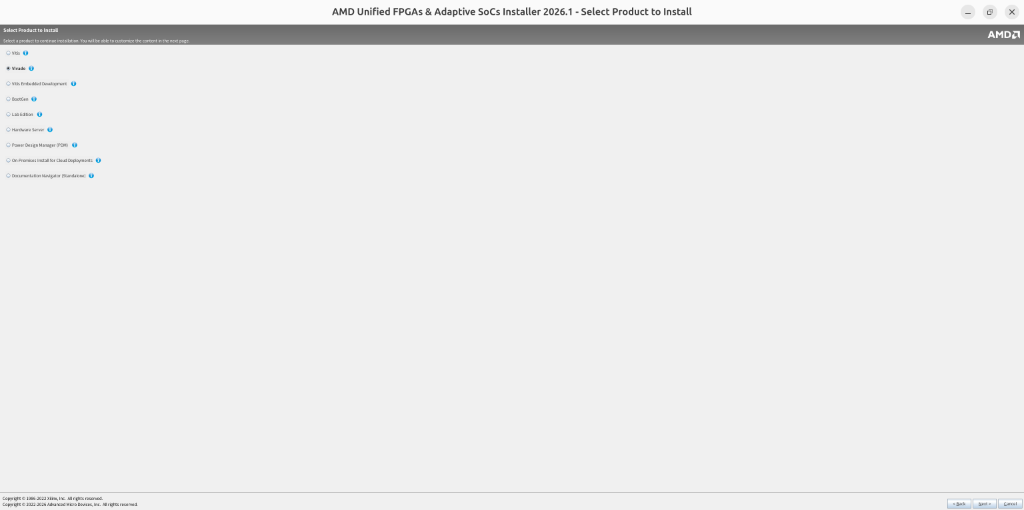 AMD Unified FPGAs & Adaptive SoCs Installer 2026.1 - Select Product to Install
Select Product to Install
Select a product to continue installation. You will be able to customize the content in the next page.
AMD
Vitis
Vivado
Vitis Embedded Development
BootGen
Lab Edition
Hardware Server
Power Design Manager (PDM)
On-Premises Install for Cloud Deployments
Documentation Navigator (Standalone)
Copyright © 1986-2022 Xilinx, Inc. All rights reserved.
Copyright © 2022-2026 Advanced Micro Devices, Inc. All rights reserved.
< Back
Next >
Cancel